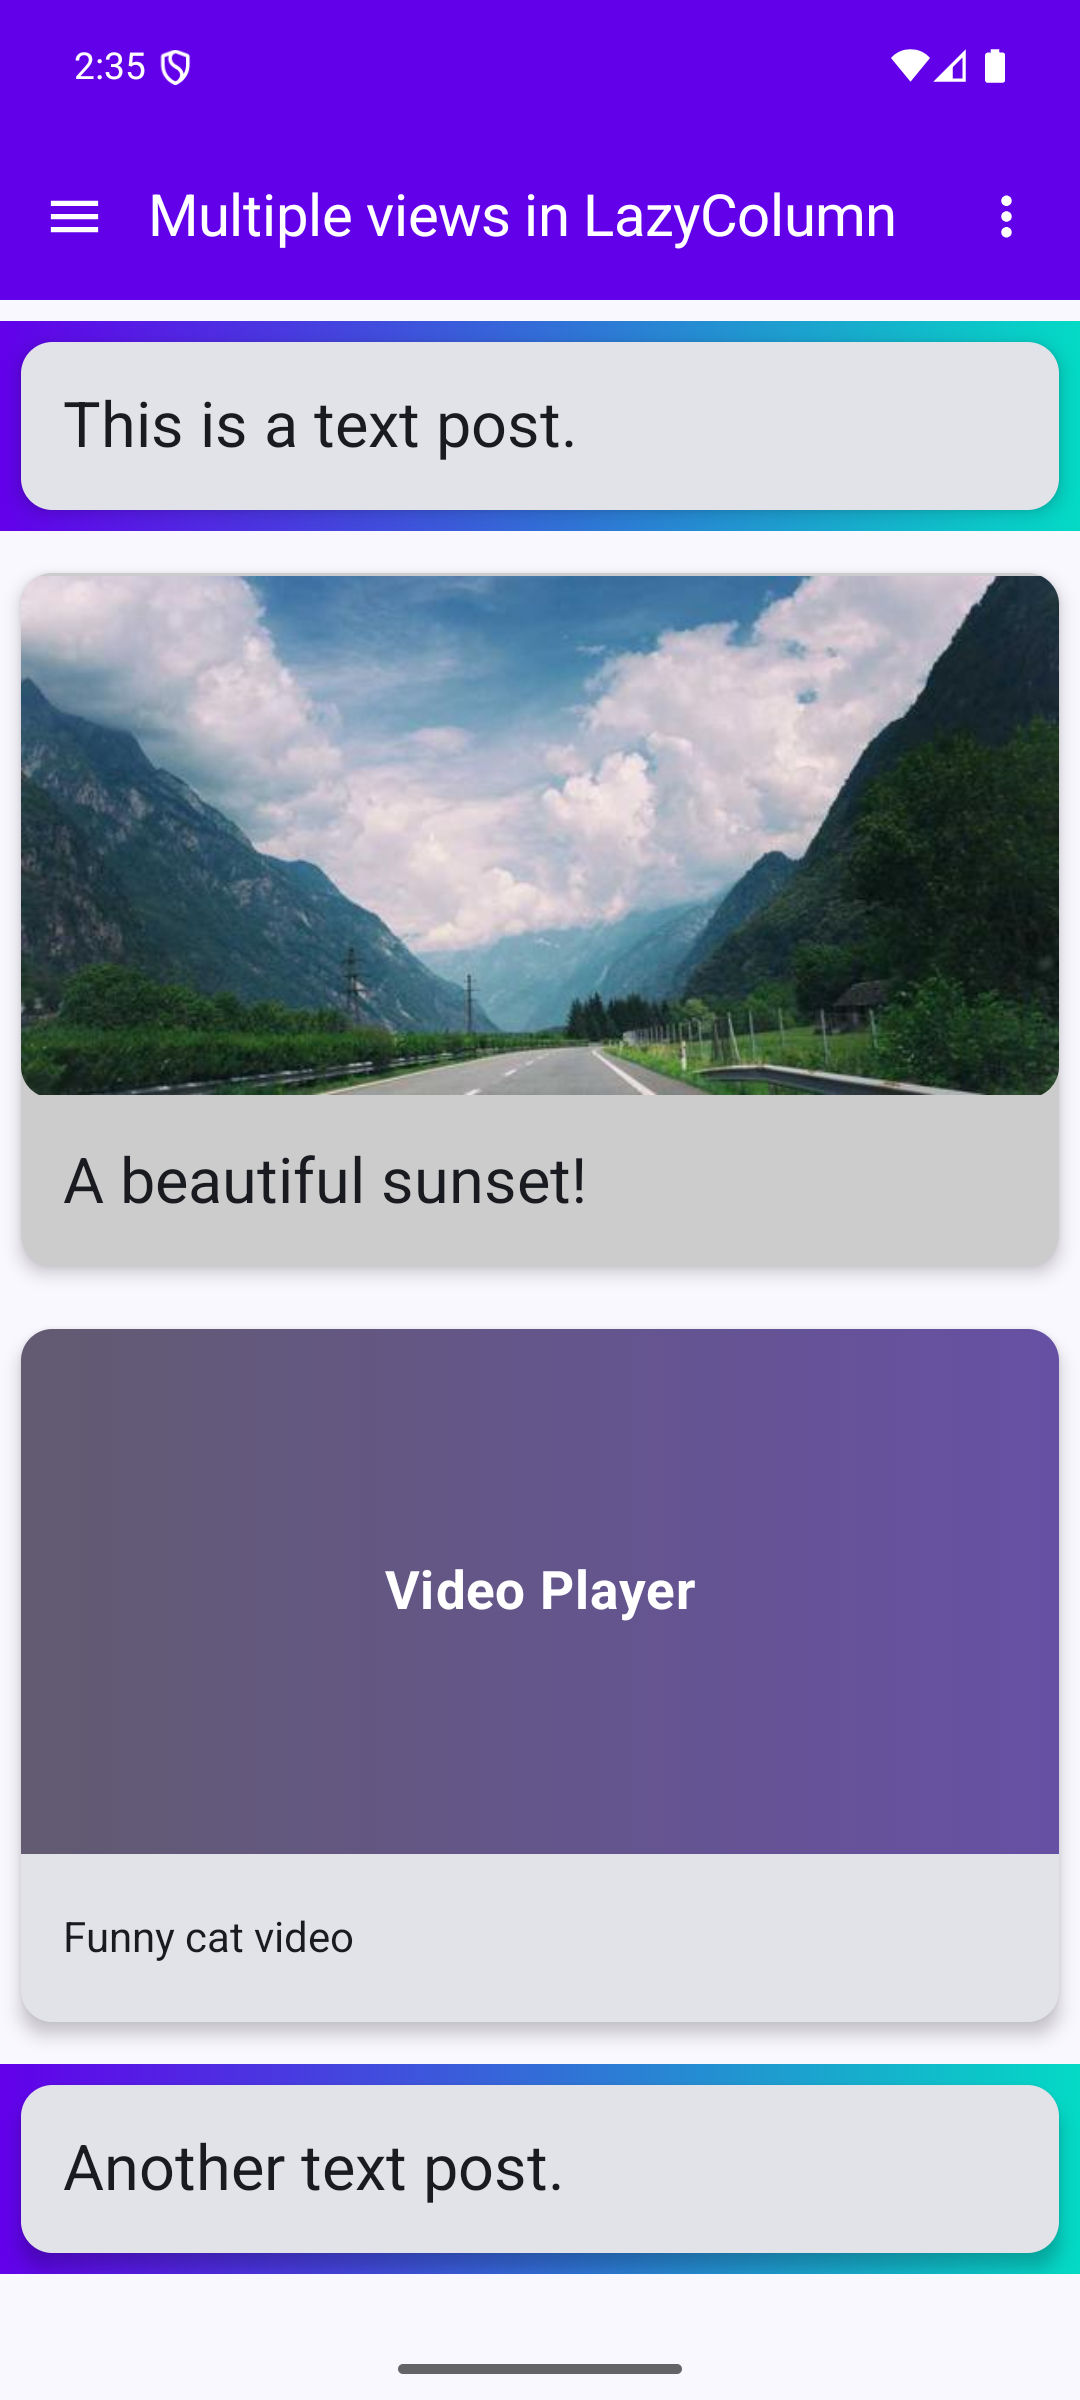 2:35
Multiple views in LazyColumn
This is a text post.
A beautiful sunset!
Video Player
Funny cat video
Another text post.